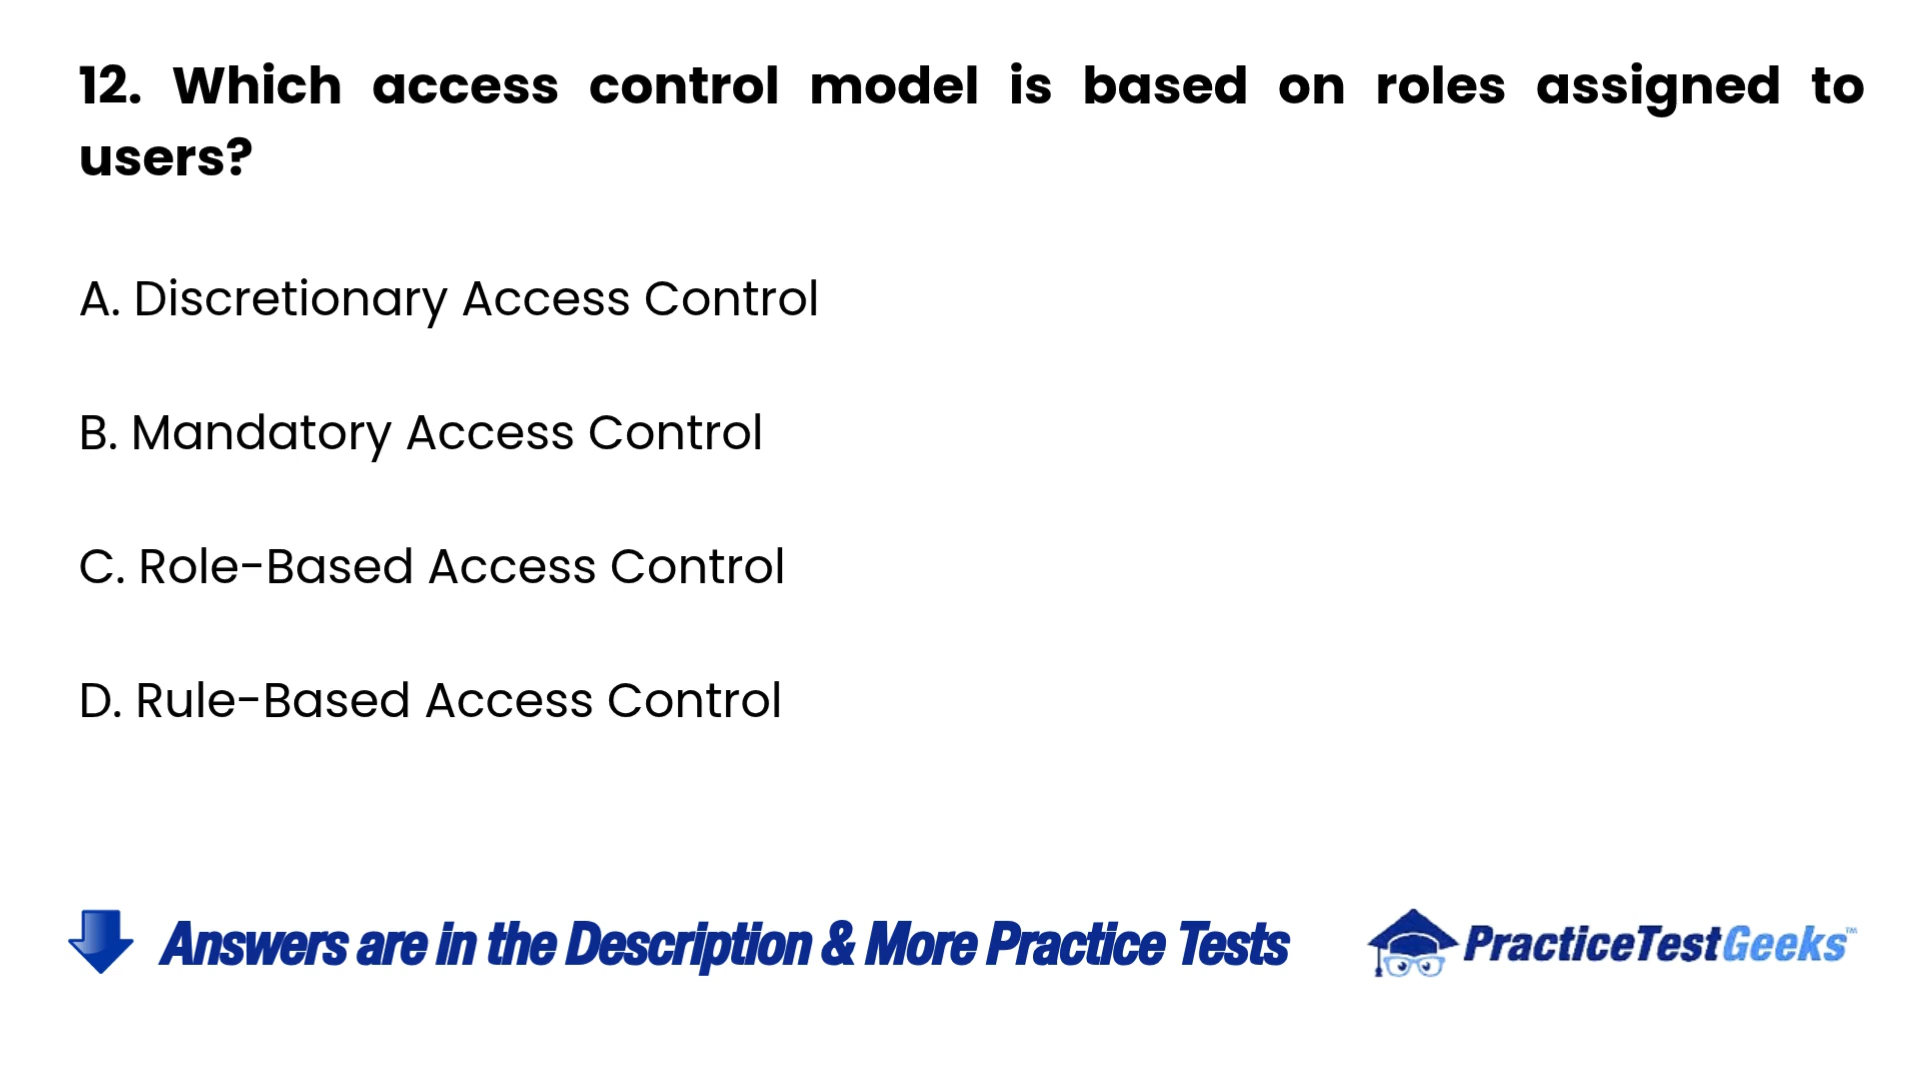 12. Which access control model is based on roles assigned to
users?
A. Discretionary Access Control
B. Mandatory Access Control
C. Role-Based Access Control
D. Rule-Based Access Control
Answers are in the Description & More Practice Tests
PracticeTestGeeks™